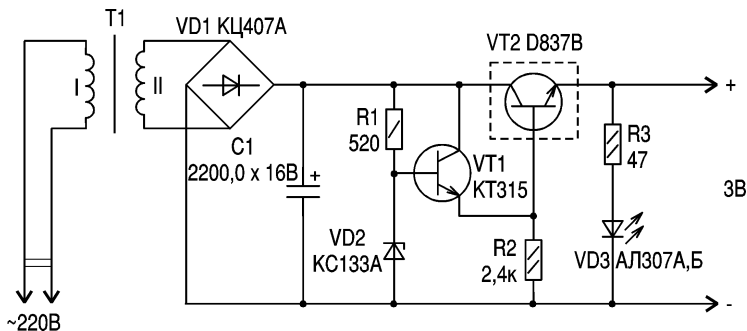 T1
VD1 КЦ407А
VT2 D837B
I
II
+
C1
2200,0 x 16В
+
R1
520
VT1
КТ315
R3
47
3В
VD2
КС133А
R2
2,4к
VD3 АЛ307А,Б
-
~220В